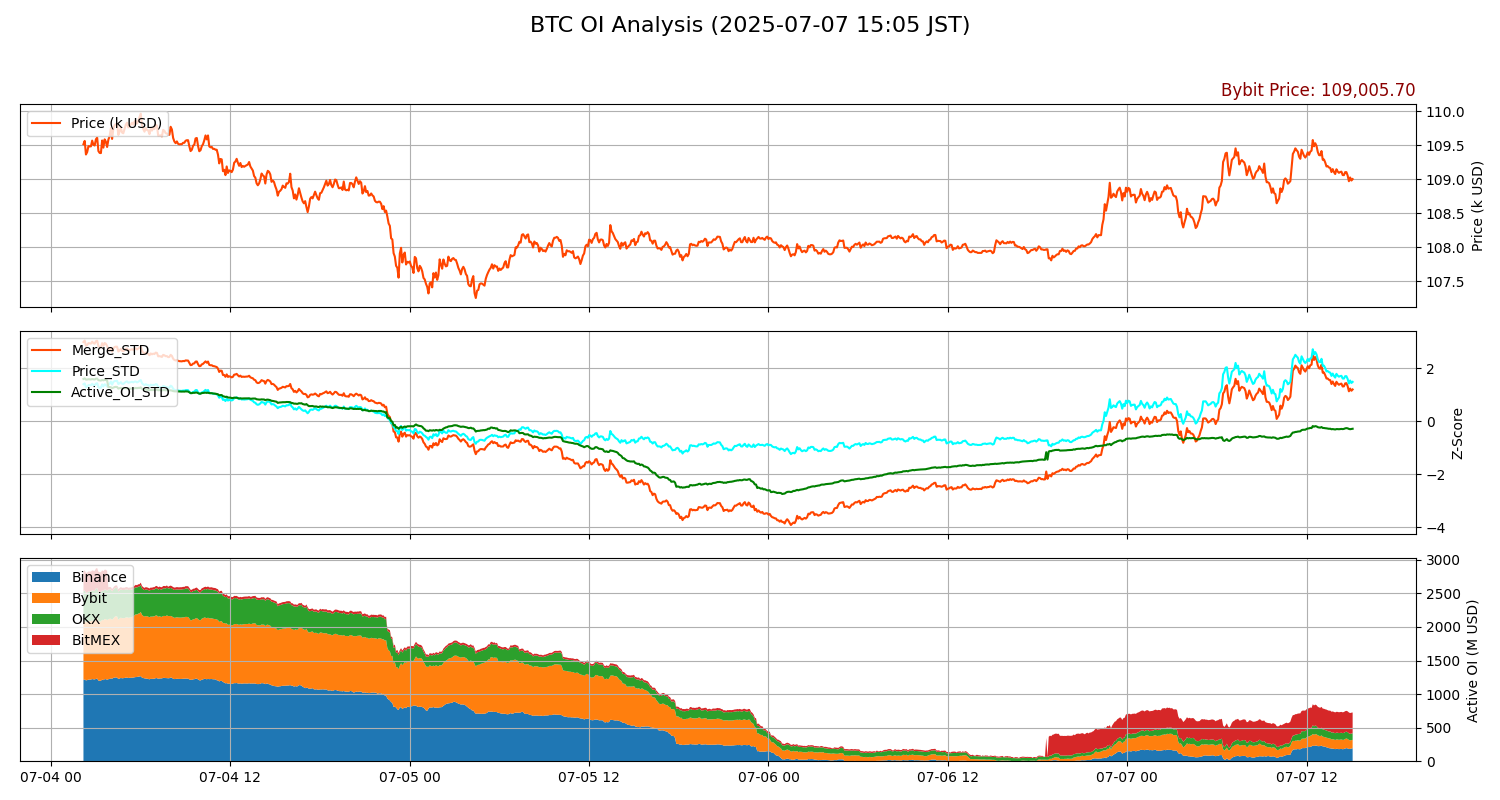 BTC OI Analysis (2025-07-07 15:05 JST)
Bybit Price: 109,005.70
Price (k USD)
110.0
109.5
109.0
108.5
108.0
107.5
Price (k USD)
Merge_STD
Price_STD
Active_OI_STD
2
0
−2
−4
Z-Score
Binance
Bybit
OKX
BitMEX
3000
2500
2000
1500
1000
500
0
Active OI (M USD)
07-04 00
07-04 12
07-05 00
07-05 12
07-06 00
07-06 12
07-07 00
07-07 12